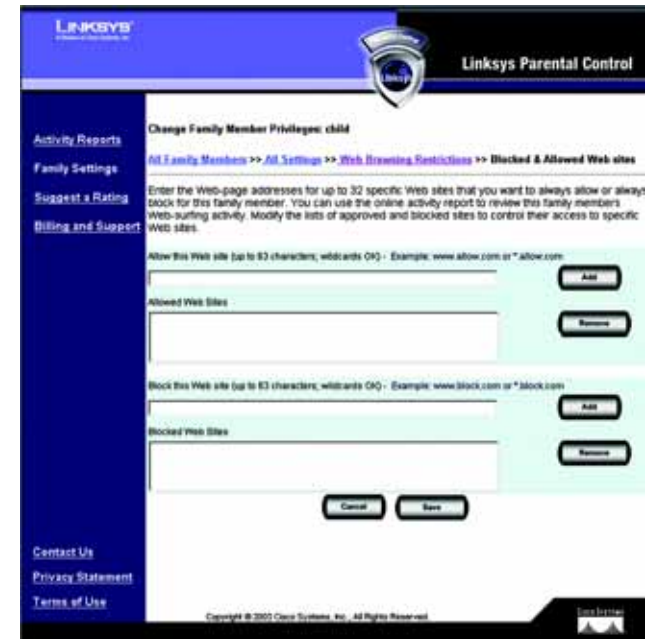 LINKSYS
Linksys Parental Control
Linksys
Activity Reports
Family Settings
Suggest a Rating
Billing and Support
Change Family Member Privileges: child
All Family Members >> All Settings >> Web Browsing Restrictions >> Blocked & Allowed Web sites
Enter the Web-page addresses for up to 32 specific Web sites that you want to always allow or always
block for this family member. You can use the online activity report to review this family members
Web-surfing activity. Modify the lists of approved and blocked sites to control their access to specific
Web sites.
Allow this Web site (up to 63 characters; wildcards OK) - Example: www.allow.com or *.allow.com
Add
Allowed Web Sites
Remove
Block this Web site (up to 63 characters; wildcards OK) - Example: www.block.com or *.block.com
Add
Blocked Web Sites
Remove
Cancel
Save
Contact Us
Privacy Statement
Terms of Use
Copyright © 2003 Cisco Systems, Inc., All Rights Reserved.
Cisco Systems